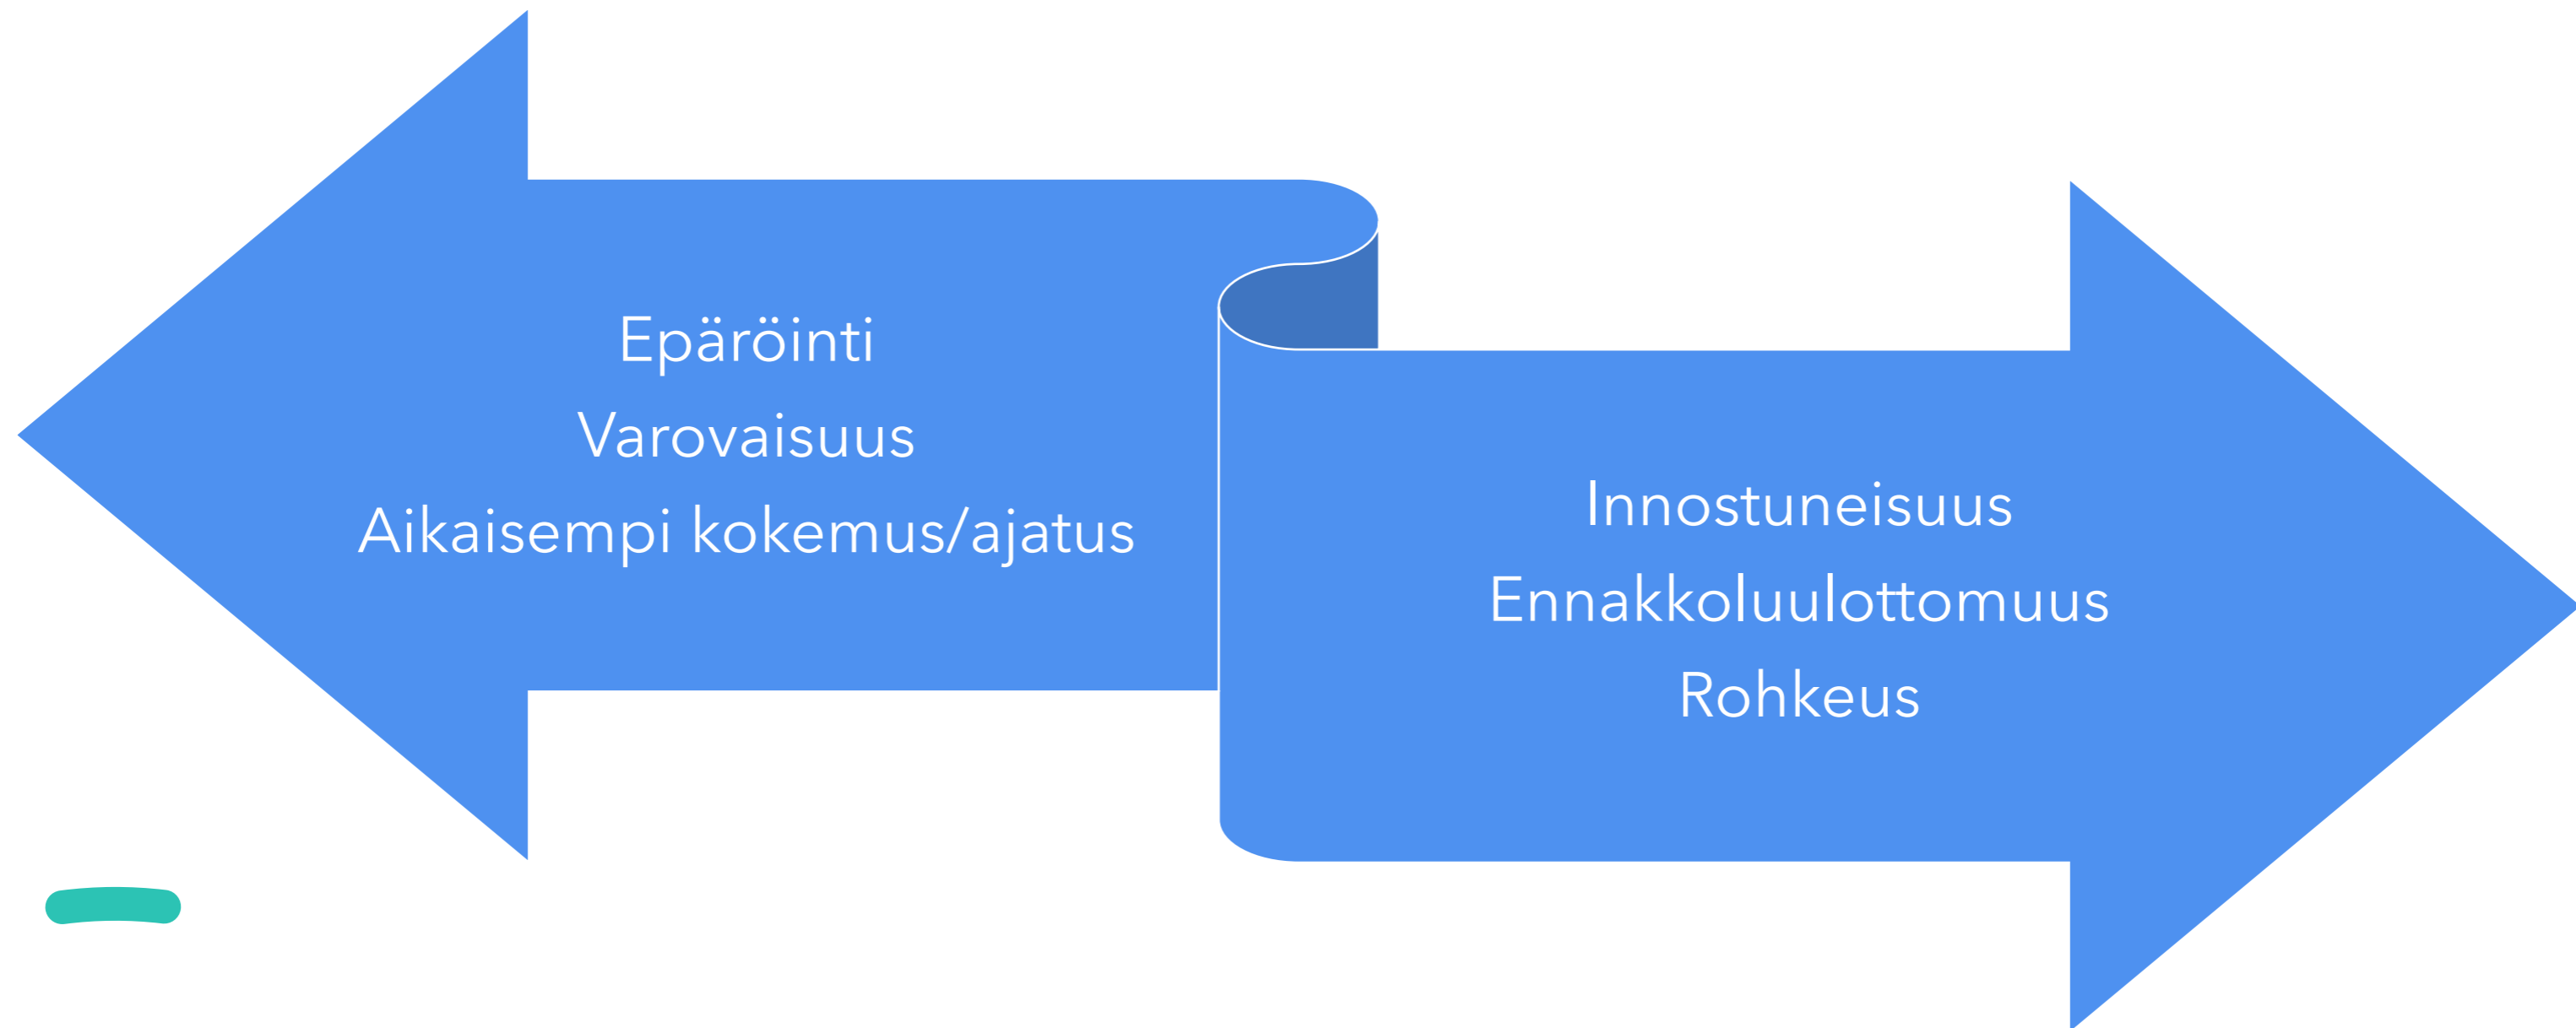 Epäröinti
Varovaisuus
Aikaisempi kokemus/ajatus
Innostuneisuus
Ennakkoluulottomuus
Rohkeus